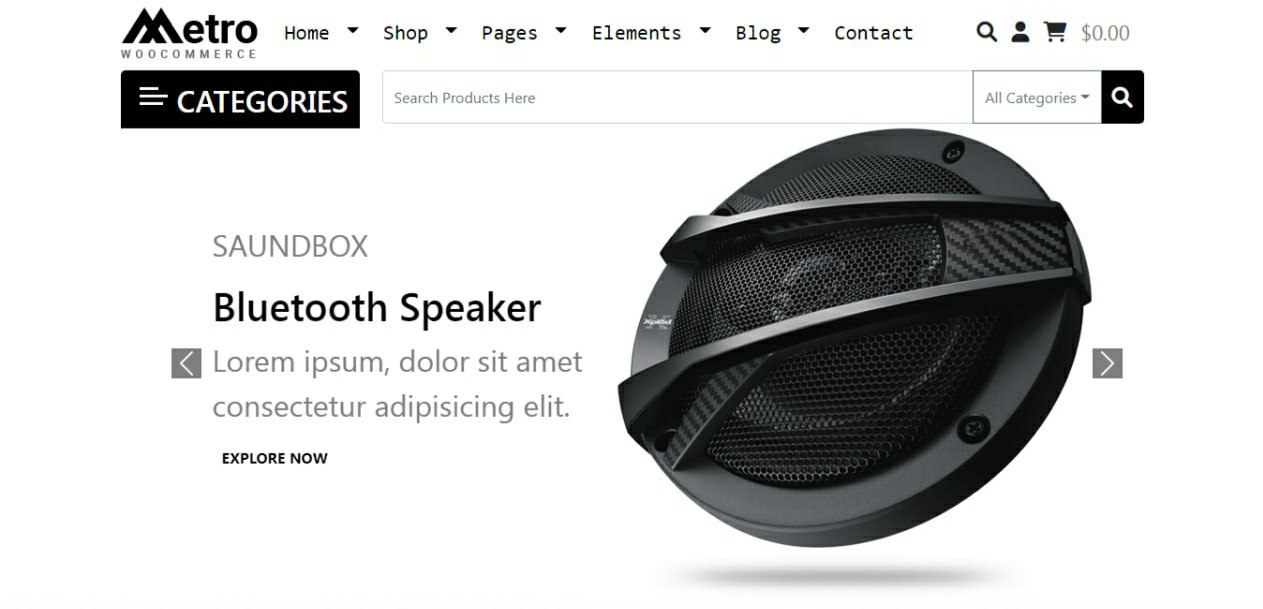 Metro
WOOCOMMERCE
Home Shop Pages Elements Blog Contact $0.00
CATEGORIES
Search Products Here All Categories
SAUNDBOX
Bluetooth Speaker
Xplod
Lorem ipsum, dolor sit amet
consectetur adipisicing elit.
EXPLORE NOW